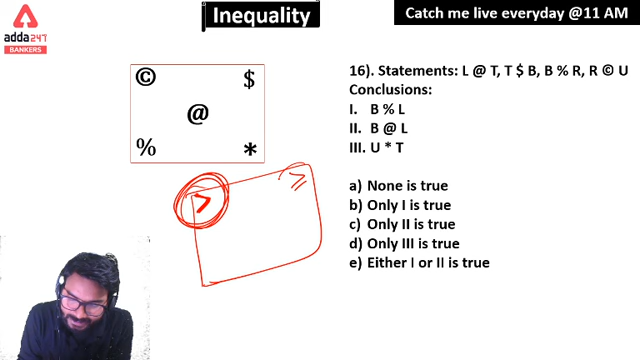 Inequality
Catch me live everyday @11 AM
adda247
BANKERS
© $
@
% *
> ≥
16). Statements: L @ T, T $ B, B % R, R © U
Conclusions:
I. B % L
II. B @ L
III. U * T
a) None is true
b) Only I is true
c) Only II is true
d) Only III is true
e) Either I or II is true